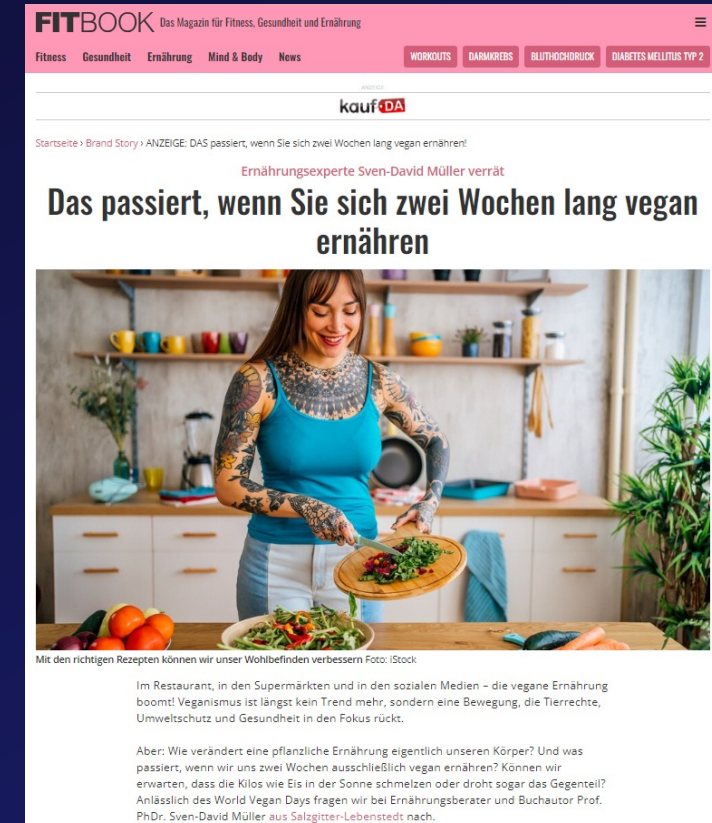 FITBOOK Das Magazin für Fitness, Gesundheit und Ernährung
Fitness Gesundheit Ernährung Mind & Body News WORKOUTS DARMKREBS BLUTHOCHDRUCK DIABETES MELLITUS TYP 2
ANZEIGE
kaufDA
Startseite › Brand Story › ANZEIGE: DAS passiert, wenn Sie sich zwei Wochen lang vegan ernähren!
Ernährungsexperte Sven-David Müller verrät
Das passiert, wenn Sie sich zwei Wochen lang vegan
ernähren
Mit den richtigen Rezepten können wir unser Wohlbefinden verbessern Foto: iStock
Im Restaurant, in den Supermärkten und in den sozialen Medien – die vegane Ernährung
boomt! Veganismus ist längst kein Trend mehr, sondern eine Bewegung, die Tierrechte,
Umweltschutz und Gesundheit in den Fokus rückt.
Aber: Wie verändert eine pflanzliche Ernährung eigentlich unseren Körper? Und was
passiert, wenn wir uns zwei Wochen ausschließlich vegan ernähren? Können wir
erwarten, dass die Kilos wie Eis in der Sonne schmelzen oder droht sogar das Gegenteil?
Anlässlich des World Vegan Days fragen wir bei Ernährungsberater und Buchautor Prof.
PhDr. Sven-David Müller aus Salzgitter-Lebenstedt nach.